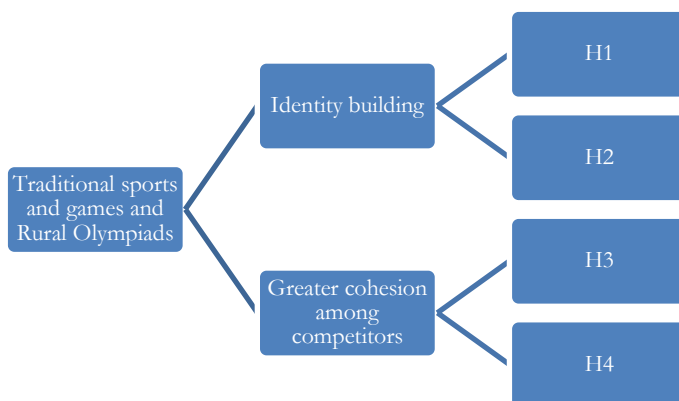 Traditional sports
and games and
Rural Olympiads
Identity building
Greater cohesion
among
competitors
H1
H2
H3
H4